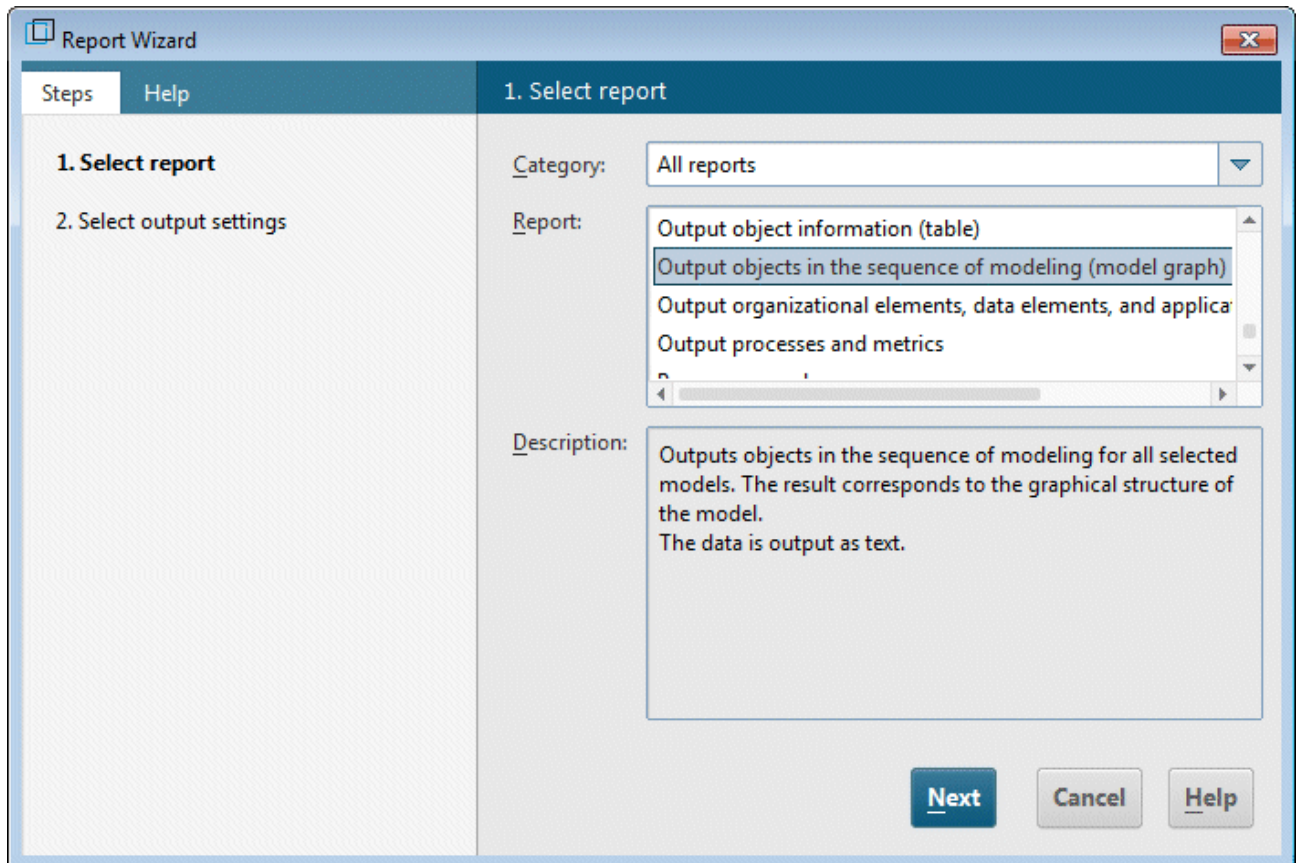 Report Wizard
Steps
Help
1. Select report
2. Select output settings
1. Select report
Category:
All reports
Report:
Output object information (table)
Output objects in the sequence of modeling (model graph)
Output organizational elements, data elements, and
Output processes and metrics
Description:
Outputs objects in the sequence of modeling for all selected
models. The result corresponds to the graphical structure of
the model.
The data is output as text.
Next
Cancel
Help